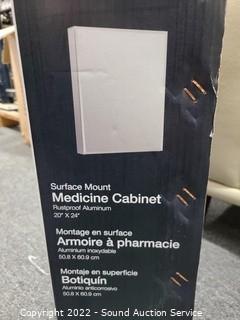 Surface Mount
Medicine Cabinet
Rustproof Aluminum
20" X 24"
Montage en surface
Armoire à pharmacie
Aluminium inoxydable
50.8 X 60.9 cm
Montaje en superficie
Botiquín
Aluminio anticorrosivo
50.8 X 60.9 cm
Copyright 2022 - Sound Auction Service